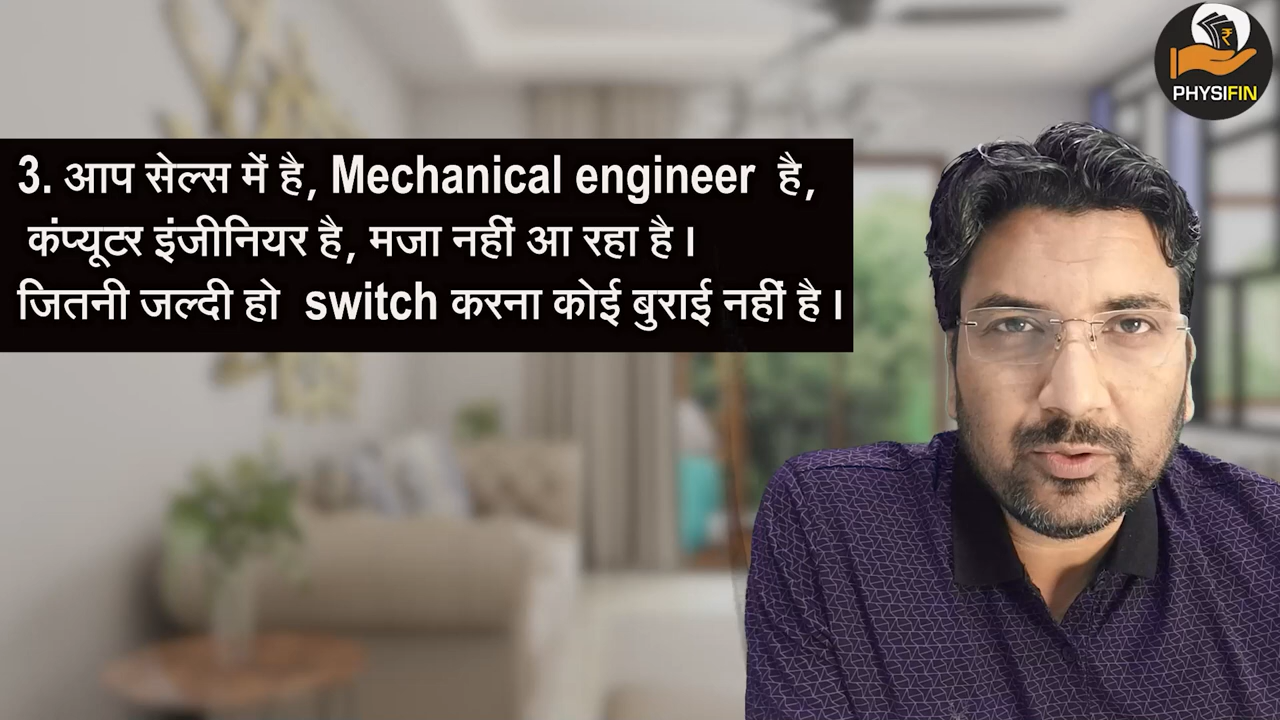 PHYSIFIN
3. आप सेल्स में है, Mechanical engineer है,
कंप्यूटर इंजीनियर है, मजा नहीं आ रहा है ।
जितनी जल्दी हो switch करना कोई बुराई नहीं है ।